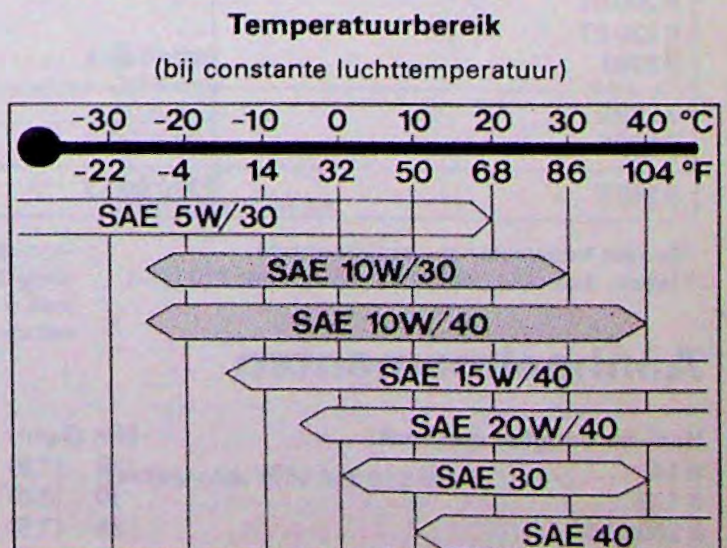 Temperatuurbereik
(bij constante luchttemperatuur)
-30 -20 -10 0 10 20 30 40 °C
-22 -4 14 32 50 68 86 104 °F
SAE 5W/30
SAE 10W/30
SAE 10W/40
SAE 15W/40
SAE 20W/40
SAE 30
SAE 40